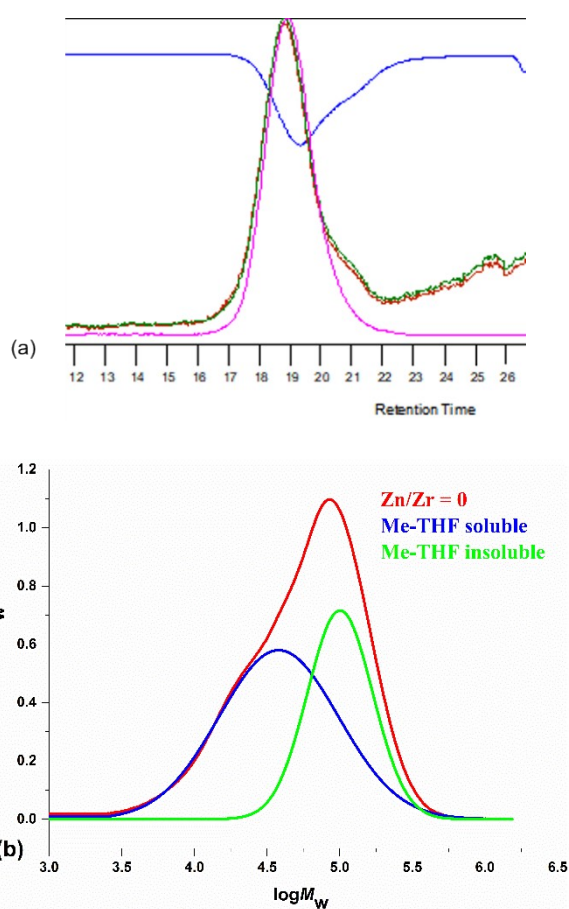 (a)
12 13 14 15 16 17 18 19 20 21 22 23 24 25 26
Retention Time
1.2
Zn/Zr = 0
1.0
Me-THF soluble
Me-THF insoluble
0.8
w
0.6
0.4
0.2
0.0
(b)
3.0 3.5 4.0 4.5 5.0 5.5 6.0 6.5
logMw